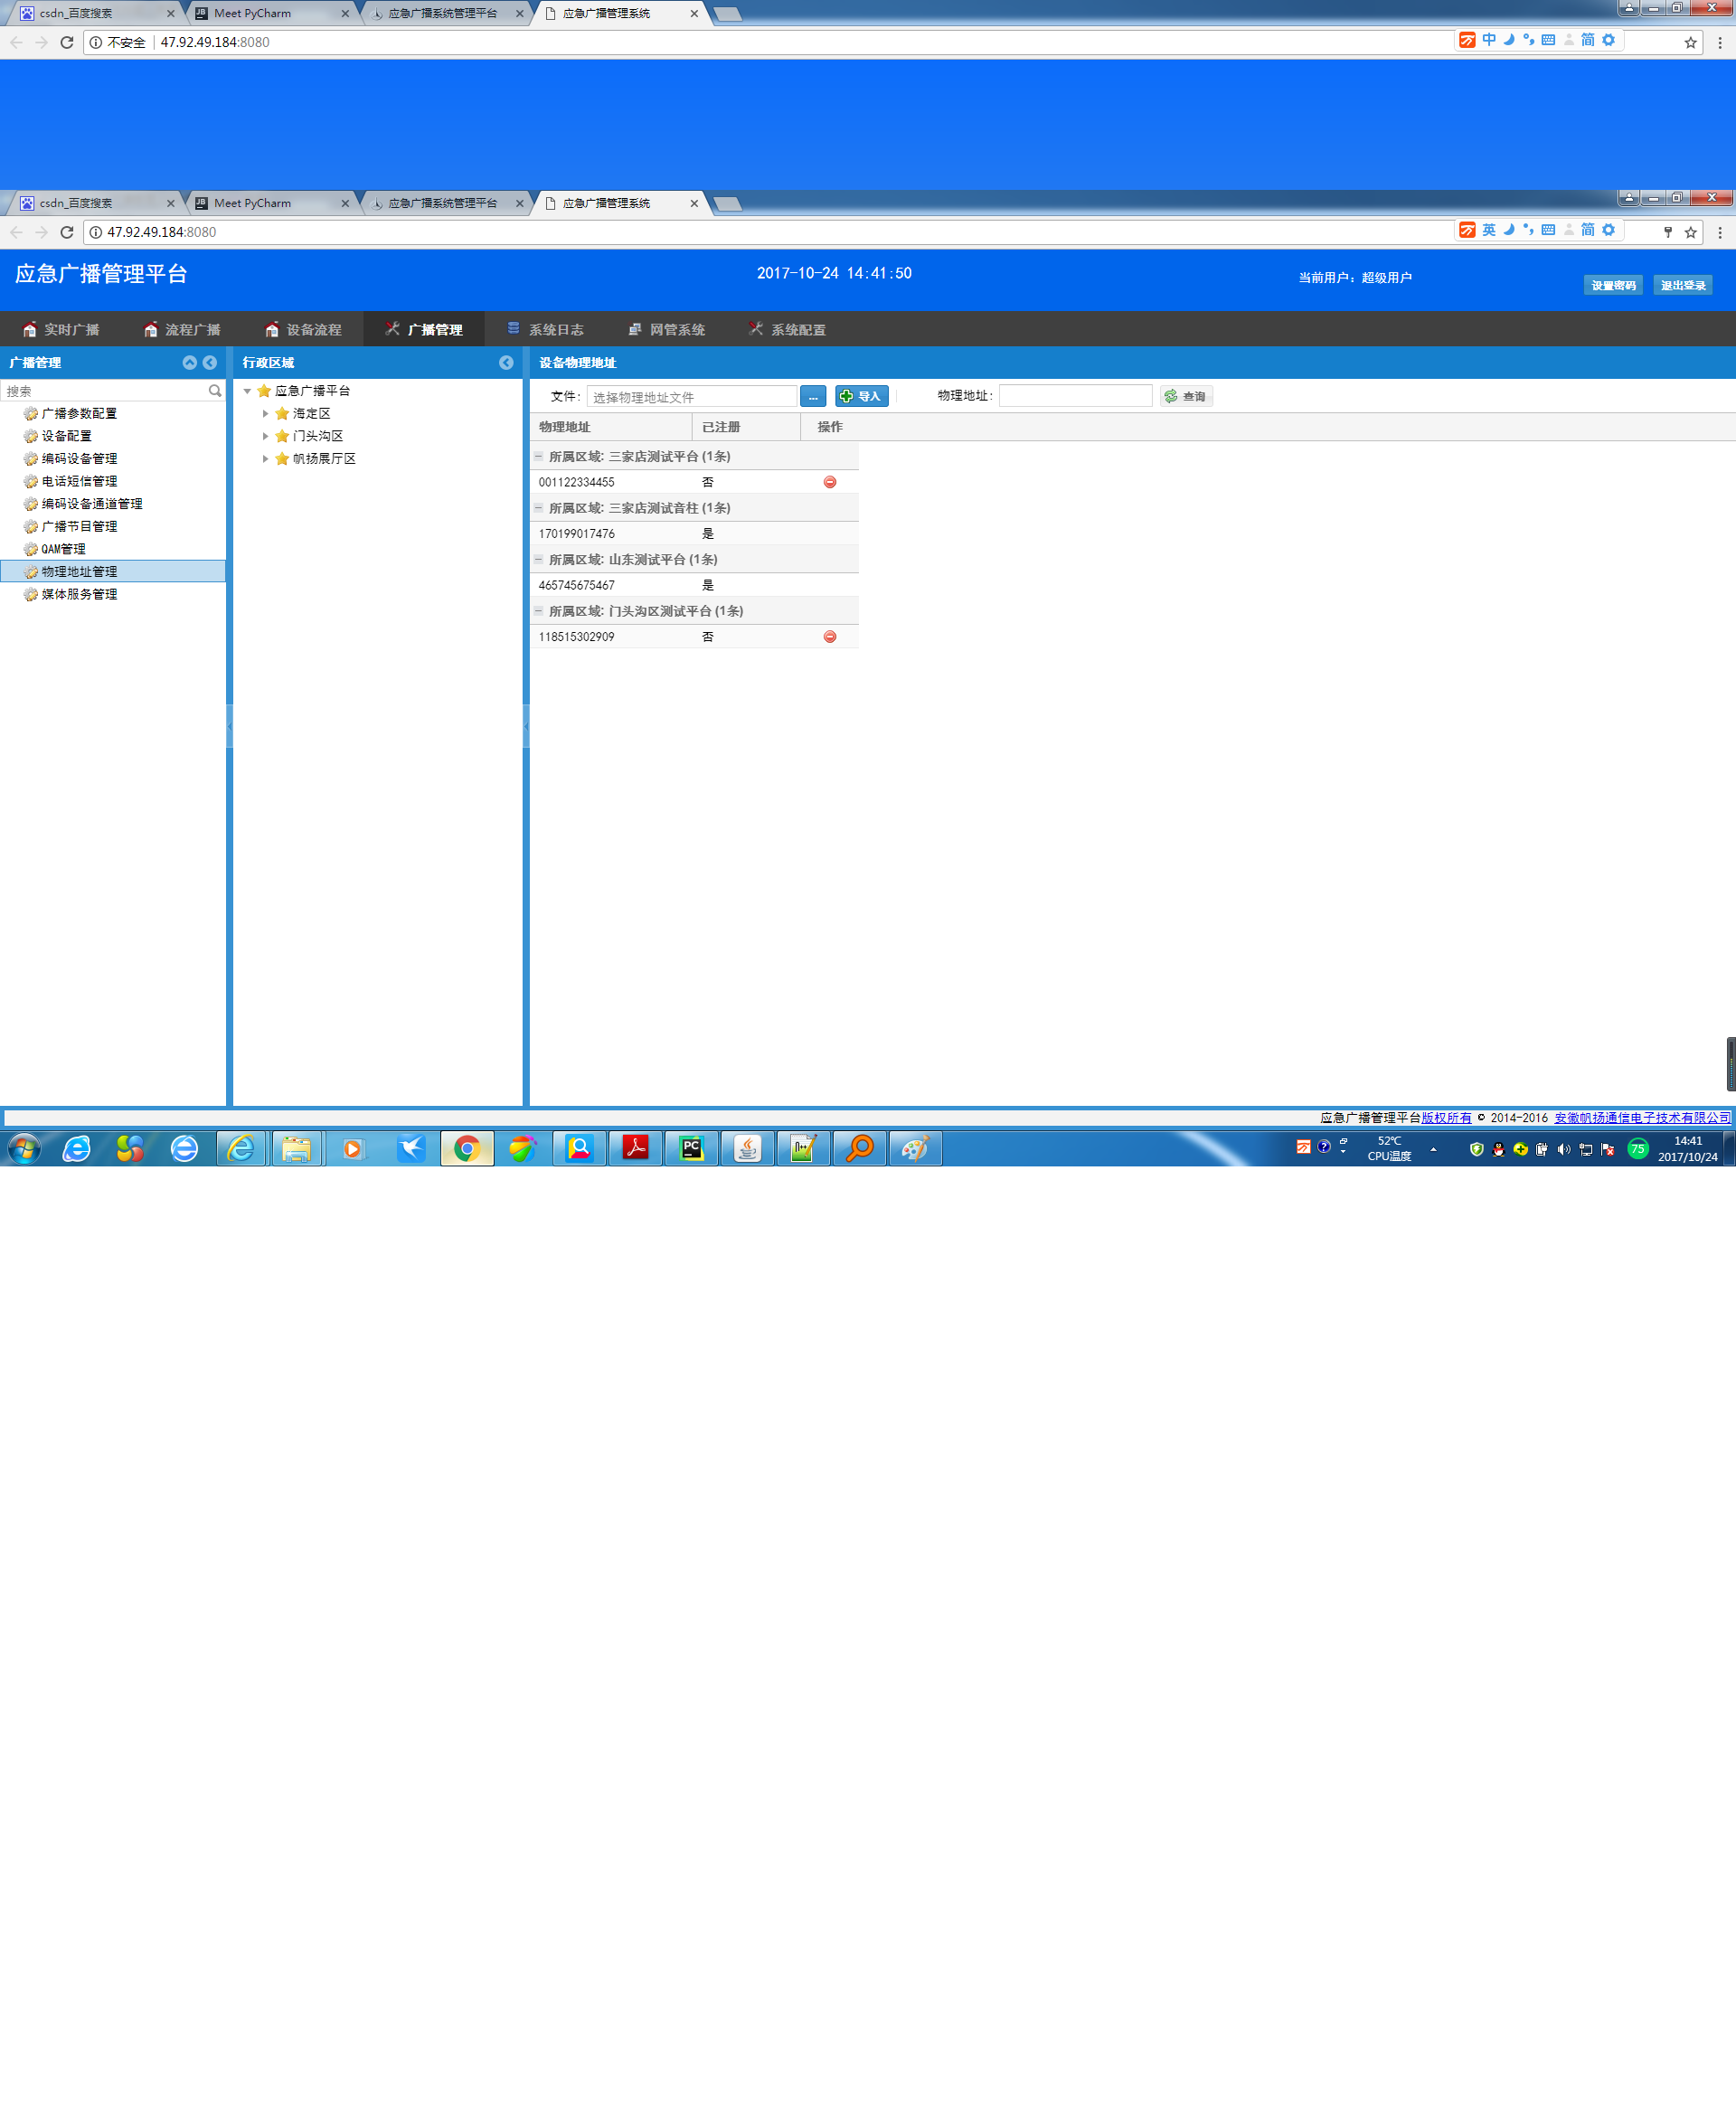 csdn_百度搜索 Meet PyCharm 应急广播系统管理平台 应急广播管理系统
不安全 47.92.49.184:8080 中 简
csdn_百度搜索 Meet PyCharm 应急广播系统管理平台 应急广播管理系统
47.92.49.184:8080 英 简
应急广播管理平台 2017-10-24 14:41:50 当前用户：超级用户 设置密码 退出登录
实时广播 流程广播 设备流程 广播管理 系统日志 网管系统 系统配置
广播管理 行政区域 设备物理地址
搜索 应急广播平台 文件: 选择物理地址文件 ... 导入 物理地址: 查询
广播参数配置 海定区 物理地址 已注册 操作
设备配置 门头沟区
编码设备管理 帆扬展厅区 所属区域: 三家店测试平台 (1条)
电话短信管理 001122334455 否
编码设备通道管理 所属区域: 三家店测试音柱 (1条)
广播节目管理 170199017476 是
QAM管理 所属区域: 山东测试平台 (1条)
物理地址管理 465745675467 是
媒体服务管理 所属区域: 门头沟区测试平台 (1条)
118515302909 否
应急广播管理平台版权所有 © 2014-2016 安徽帆扬通信电子技术有限公司
52℃ 14:41
CPU温度 75 2017/10/24